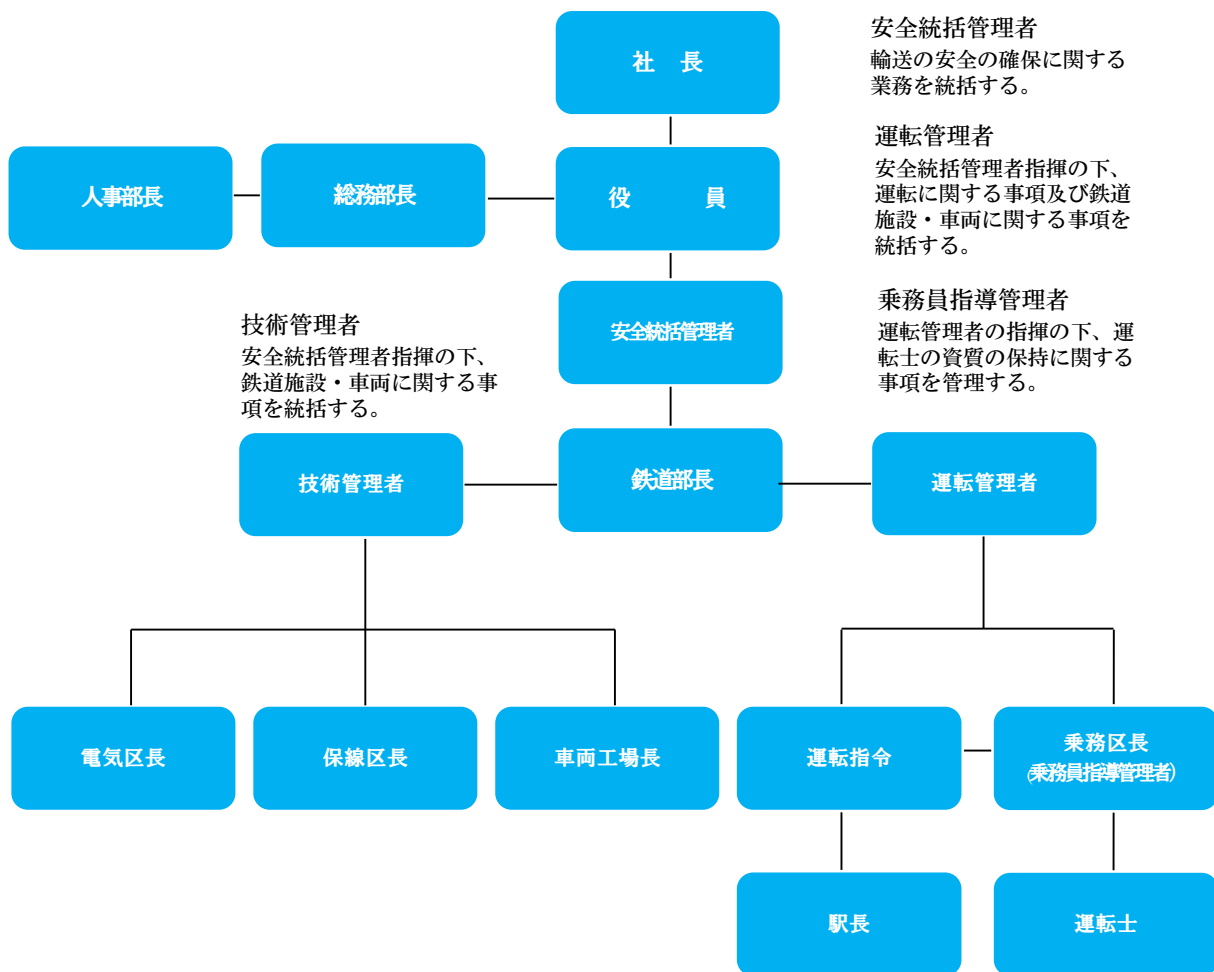 社　長
安全統括管理者
輸送の安全の確保に関する
業務を統括する。
運転管理者
安全統括管理者指揮の下、
運転に関する事項及び鉄道
施設・車両に関する事項を
統括する。
人事部長
総務部長
役　　員
乗務員指導管理者
運転管理者の指揮の下、運
転士の資質の保持に関する
事項を管理する。
安全統括管理者
技術管理者
安全統括管理者指揮の下、
鉄道施設・車両に関する事
項を統括する。
技術管理者
鉄道部長
運転管理者
電気区長
保線区長
車両工場長
運転指令
乗務区長
(乗務員指導管理者)
駅長
運転士